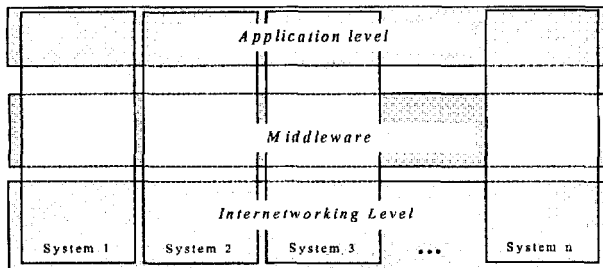 Application level
Middleware
Internetworking Level
System 1 System 2 System 3 ... System n